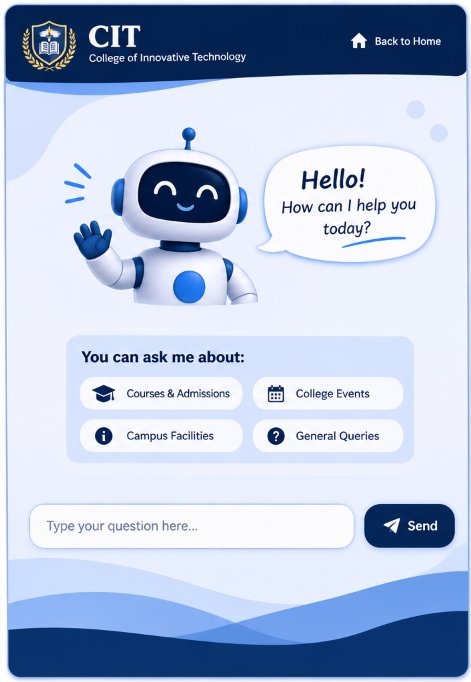 CIT
College of Innovative Technology
Back to Home
Hello!
How can I help you
today?
You can ask me about:
Courses & Admissions
College Events
Campus Facilities
General Queries
Type your question here...
Send